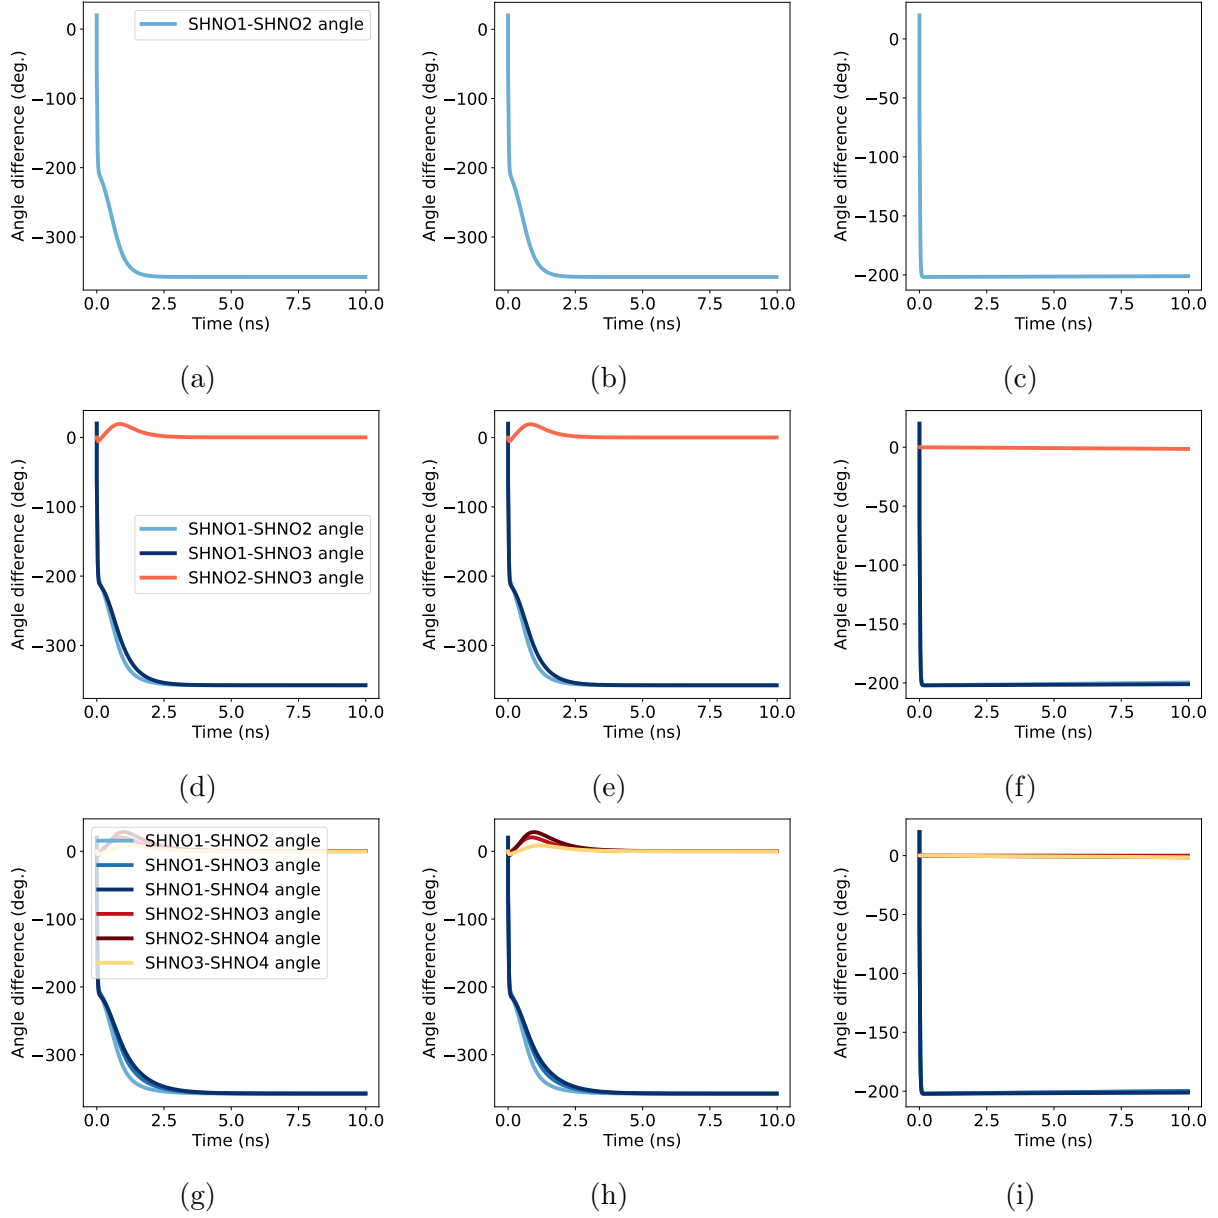 SHNO1-SHNO2 angle
Angle difference (deg.)
0
−100
−200
−300
0.0 2.5 5.0 7.5 10.0
Time (ns)
(a)
Angle difference (deg.)
0
−100
−200
−300
0.0 2.5 5.0 7.5 10.0
Time (ns)
(b)
Angle difference (deg.)
0
−50
−100
−150
−200
0.0 2.5 5.0 7.5 10.0
Time (ns)
(c)
Angle difference (deg.)
0
−100
−200
−300
SHNO1-SHNO2 angle
SHNO1-SHNO3 angle
SHNO2-SHNO3 angle
0.0 2.5 5.0 7.5 10.0
Time (ns)
(d)
Angle difference (deg.)
0
−100
−200
−300
0.0 2.5 5.0 7.5 10.0
Time (ns)
(e)
Angle difference (deg.)
0
−50
−100
−150
−200
0.0 2.5 5.0 7.5 10.0
Time (ns)
(f)
Angle difference (deg.)
0
−100
−200
−300
SHNO1-SHNO2 angle
SHNO1-SHNO3 angle
SHNO1-SHNO4 angle
SHNO2-SHNO3 angle
SHNO2-SHNO4 angle
SHNO3-SHNO4 angle
0.0 2.5 5.0 7.5 10.0
Time (ns)
(g)
Angle difference (deg.)
0
−100
−200
−300
0.0 2.5 5.0 7.5 10.0
Time (ns)
(h)
Angle difference (deg.)
0
−50
−100
−150
−200
0.0 2.5 5.0 7.5 10.0
Time (ns)
(i)